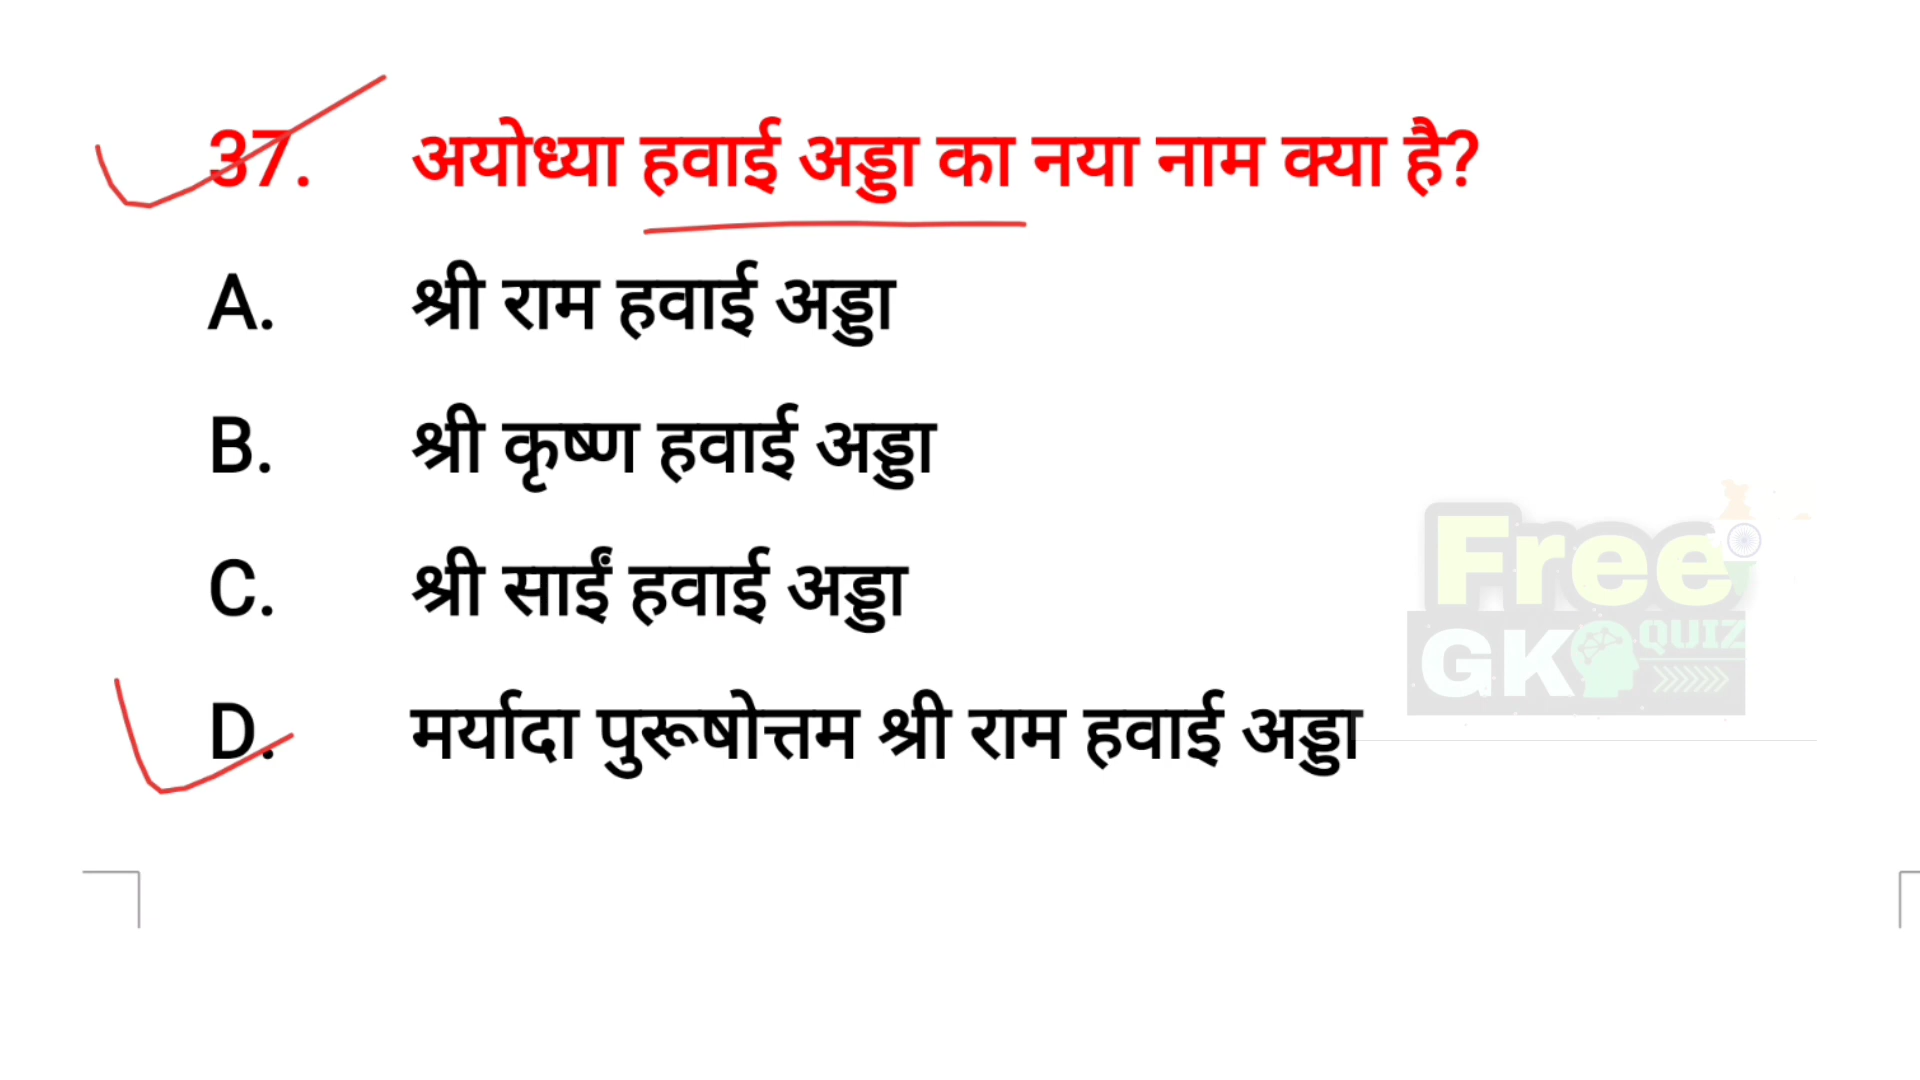 37. अयोध्या हवाई अड्डा का नया नाम क्या है?
A. श्री राम हवाई अड्डा
B. श्री कृष्ण हवाई अड्डा
C. श्री साईं हवाई अड्डा
D. मर्यादा पुरूषोत्तम श्री राम हवाई अड्डा
Free
GK QUIZ